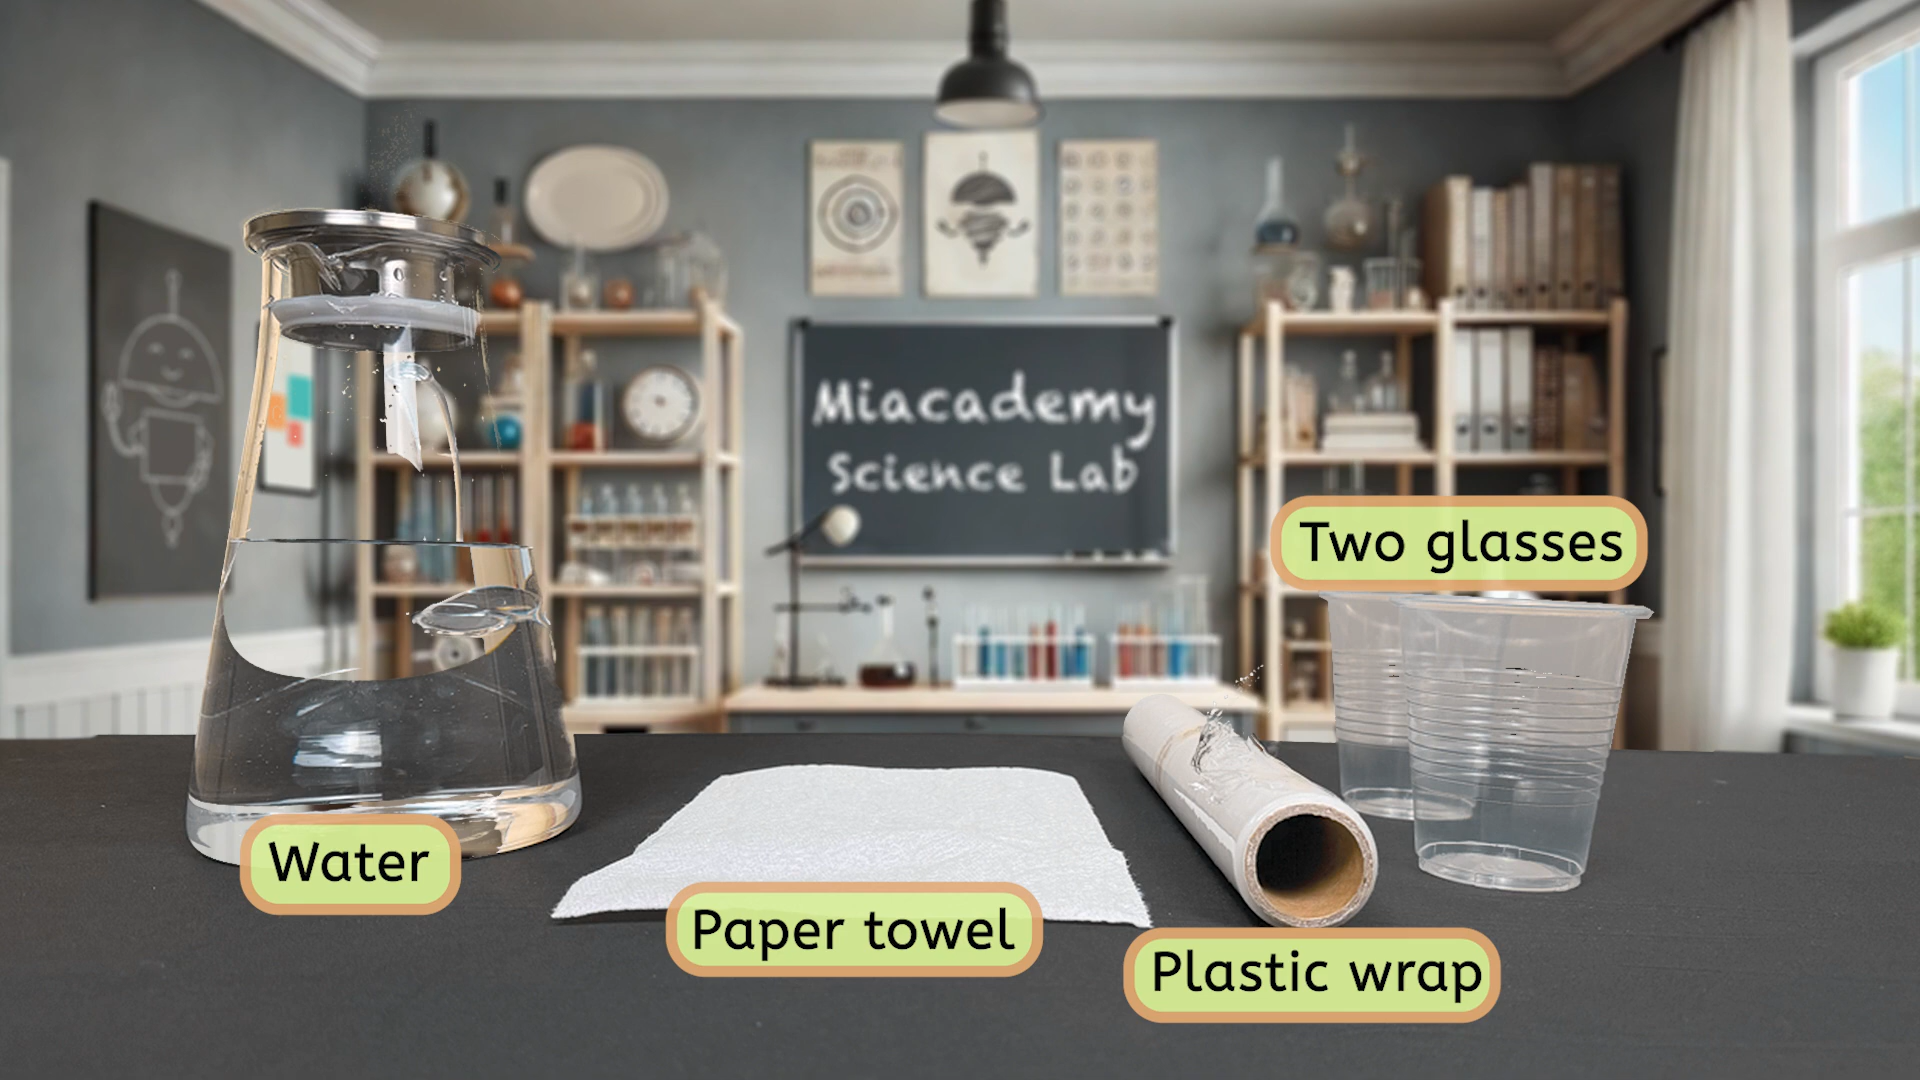 Miacademy
Science Lab
Two glasses
Water
Paper towel
Plastic wrap